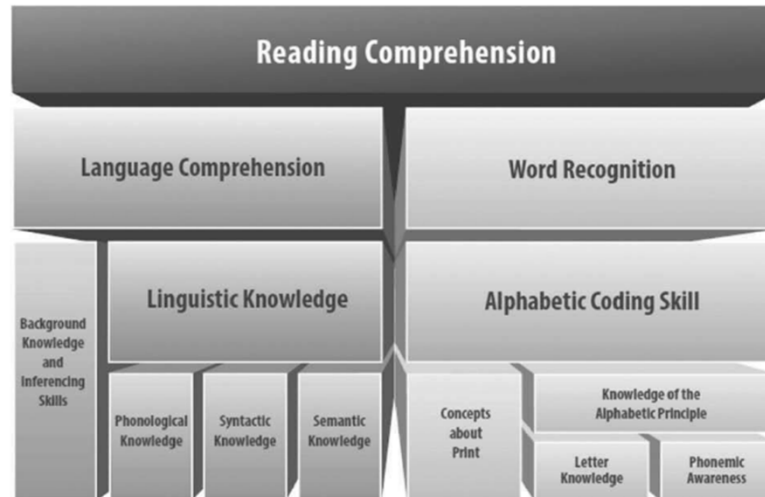 Reading Comprehension
Language Comprehension
Word Recognition
Background
Knowledge
and
Inferencing
Skills
Linguistic Knowledge
Alphabetic Coding Skill
Phonological
Knowledge
Syntactic
Knowledge
Semantic
Knowledge
Concepts
about
Print
Knowledge of the
Alphabetic Principle
Letter
Knowledge
Phonemic
Awareness